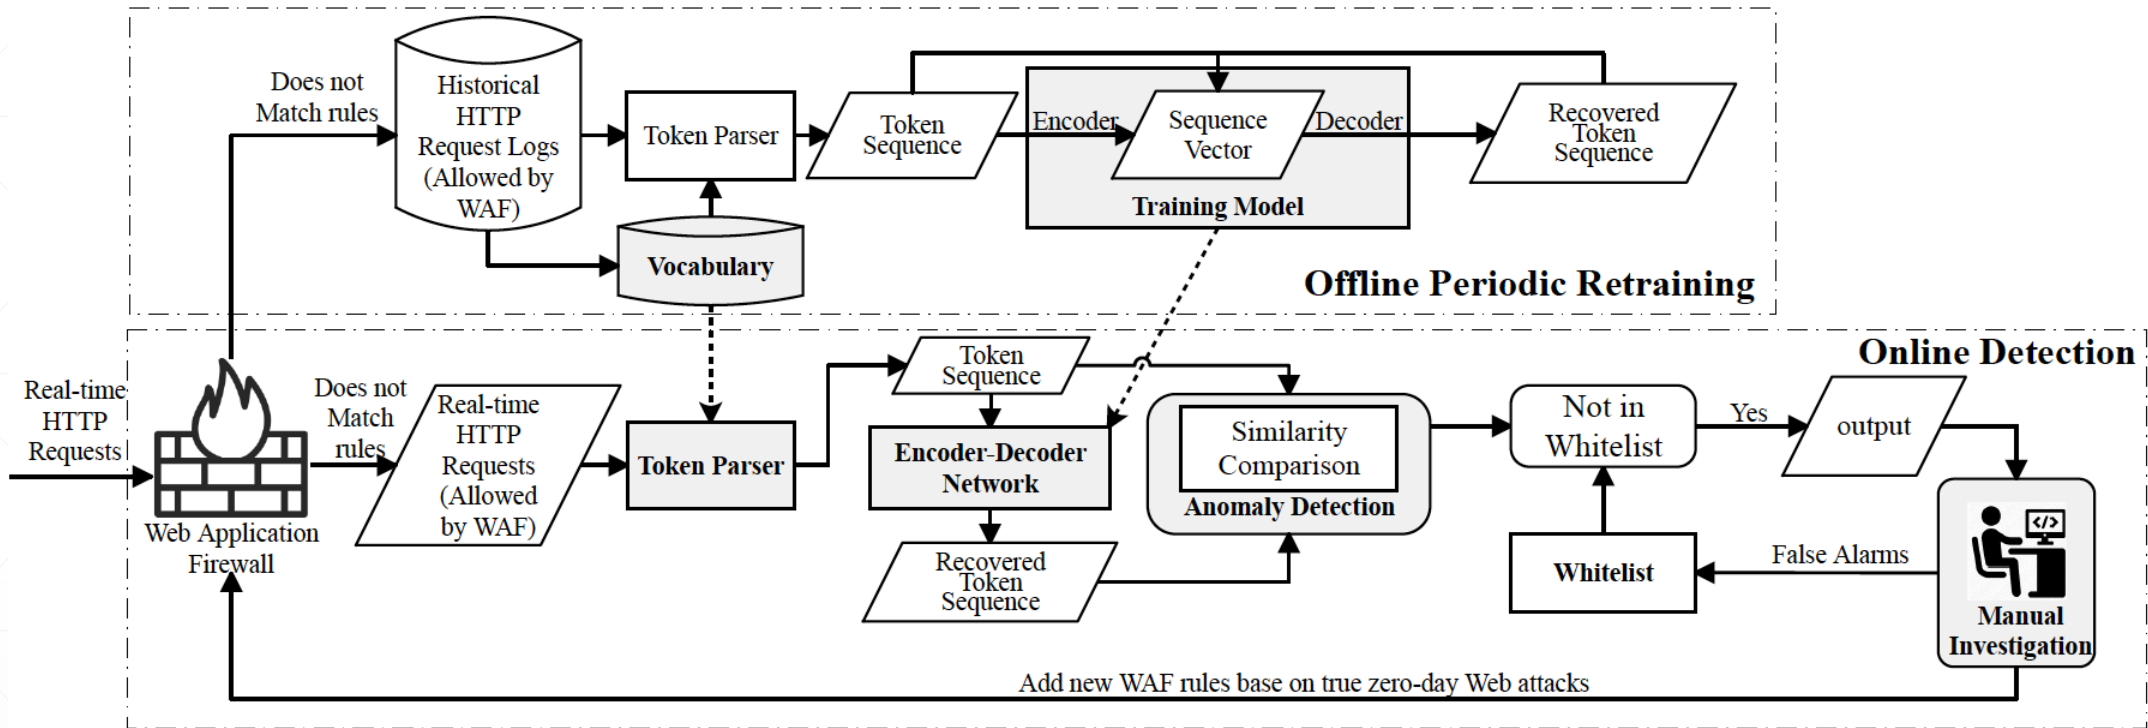 Does not
Match rules
Historical
HTTP
Request Logs
(Allowed by
WAF)
Token Parser
Vocabulary
Token
Sequence
Encoder
Sequence
Vector
Decoder
Training Model
Recovered
Token
Sequence
Offline Periodic Retraining
Online Detection
Real-time
HTTP
Requests
Web Application
Firewall
Does not
Match
rules
Real-time
HTTP
Requests
(Allowed
by WAF)
Token Parser
Token
Sequence
Encoder-Decoder
Network
Recovered
Token
Sequence
Similarity
Comparison
Anomaly Detection
Not in
Whitelist
Yes
output
Whitelist
False Alarms
</>
Manual
Investigation
Add new WAF rules base on true zero-day Web attacks